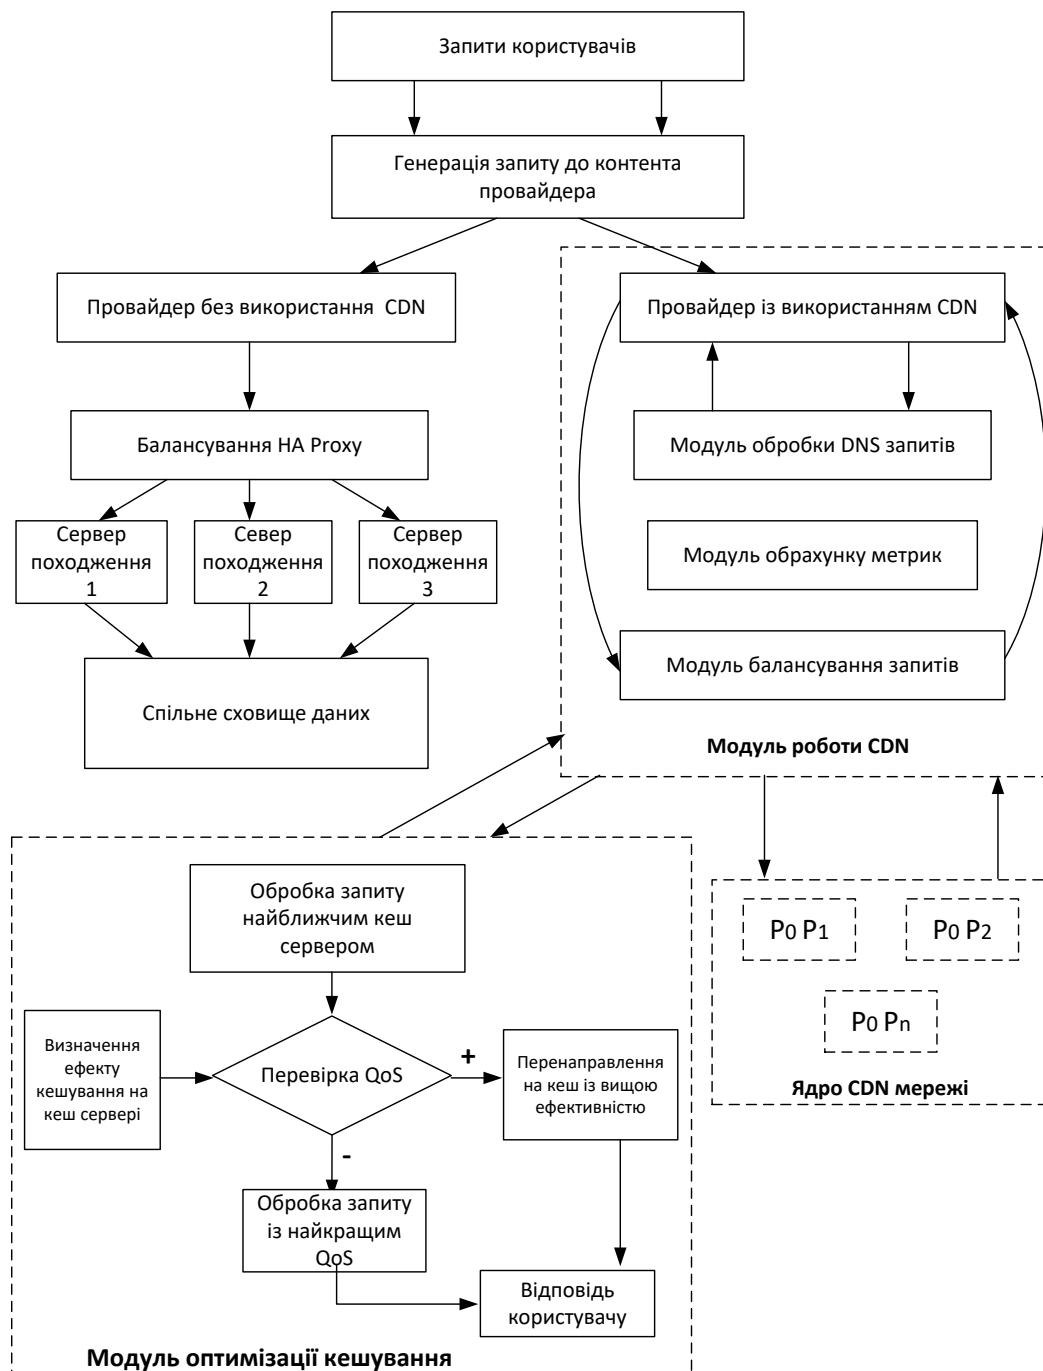 Запити користувачів
Генерація запиту до контента
провайдера
Провайдер без використання CDN
Провайдер із використанням CDN
Балансування HA Proxy
Модуль обробки DNS запитів
Сервер
походження
1
Север
походження
2
Сервер
походження
3
Модуль обрахунку метрик
Модуль балансування запитів
Спільне сховище даних
Модуль роботи CDN
Обробка запиту
найближчим кеш
сервером
P0 P1
P0 P2
P0 Pn
Ядро CDN мережі
Визначення
ефекту
кешування на
кеш сервері
Перевірка QoS
+
Перенаправлення
на кеш із вищою
ефективністю
-
Обробка запиту
із найкращим
QoS
Відповідь
користувачу
Модуль оптимізації кешування